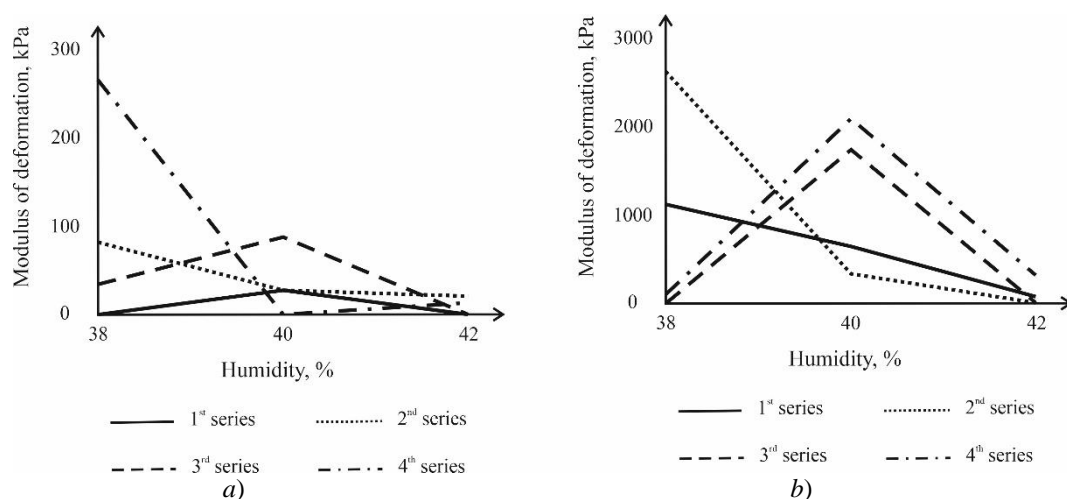 Modulus of deformation, kPa
300
200
100
0
38 40 42
Humidity, %
1st series 2nd series
3rd series 4th series
a)
Modulus of deformation, kPa
3000
2000
1000
0
38 40 42
Humidity, %
1st series 2nd series
3rd series 4th series
b)